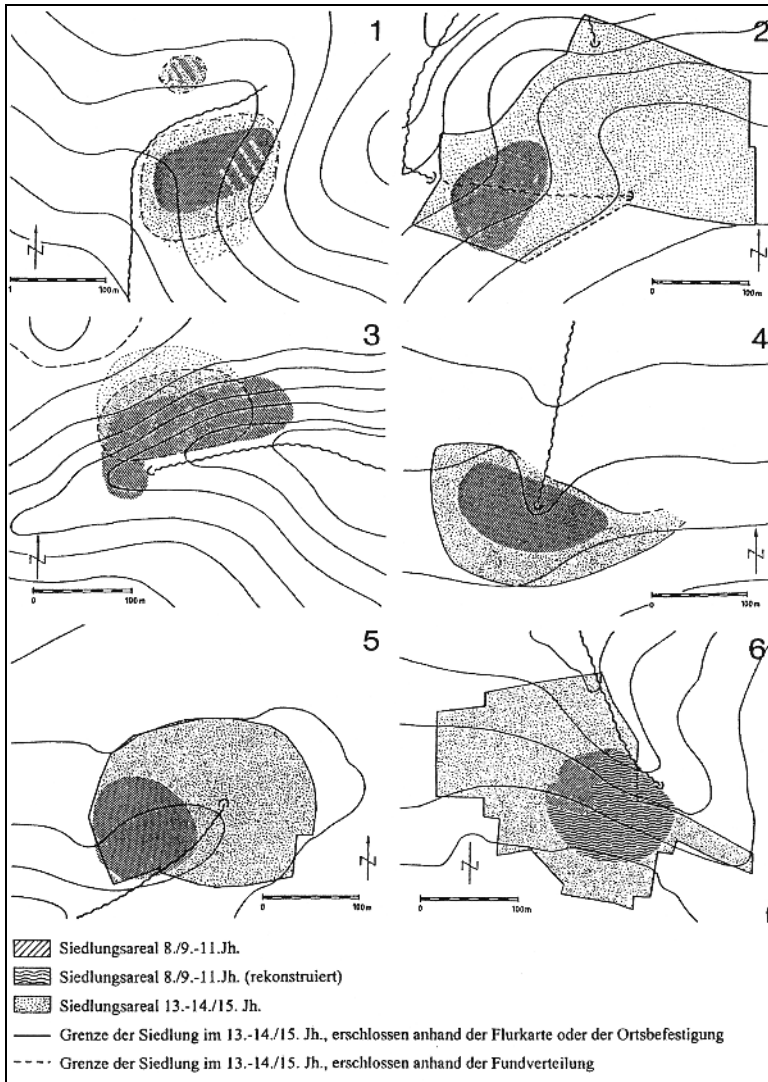 1
2
N
1
100m
N
0
100m
3
4
N
0
100m
N
0
100m
5
6
N
0
100m
N
0
100m
Siedlungsareal 8./9.-11.Jh.
Siedlungsareal 8./9.-11.Jh. (rekonstruiert)
Siedlungsareal 13.-14./15. Jh.
Grenze der Siedlung im 13.-14./15. Jh., erschlossen anhand der Flurkarte oder der Ortsbefestigung
Grenze der Siedlung im 13.-14./15. Jh., erschlossen anhand der Fundverteilung